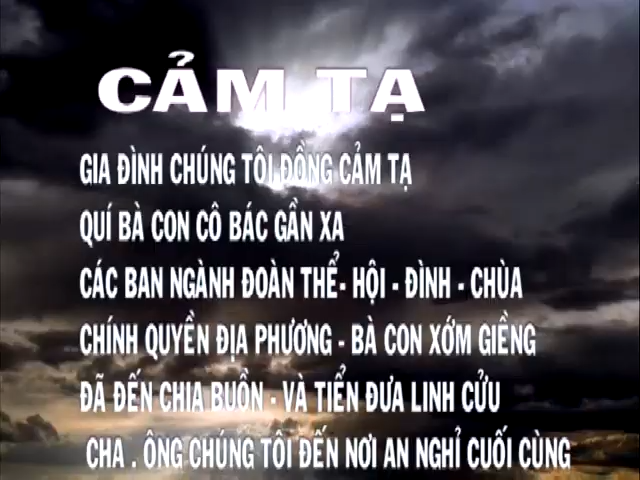 CẢM TẠ
GIA ĐÌNH CHÚNG TÔI ĐỒNG CẢM TẠ
QUÍ BÀ CON CÔ BÁC GẦN XA
CÁC BAN NGÀNH ĐOÀN THỂ- HỘI - ĐÌNH - CHÙA
CHÍNH QUYỀN ĐỊA PHƯƠNG - BÀ CON XỚM GIỀNG
ĐÃ ĐẾN CHIA BUỒN - VÀ TIỂN ĐƯA LINH CỬU
CHA . ÔNG CHÚNG TÔI ĐẾN NƠI AN NGHỈ CUỐI CÙNG